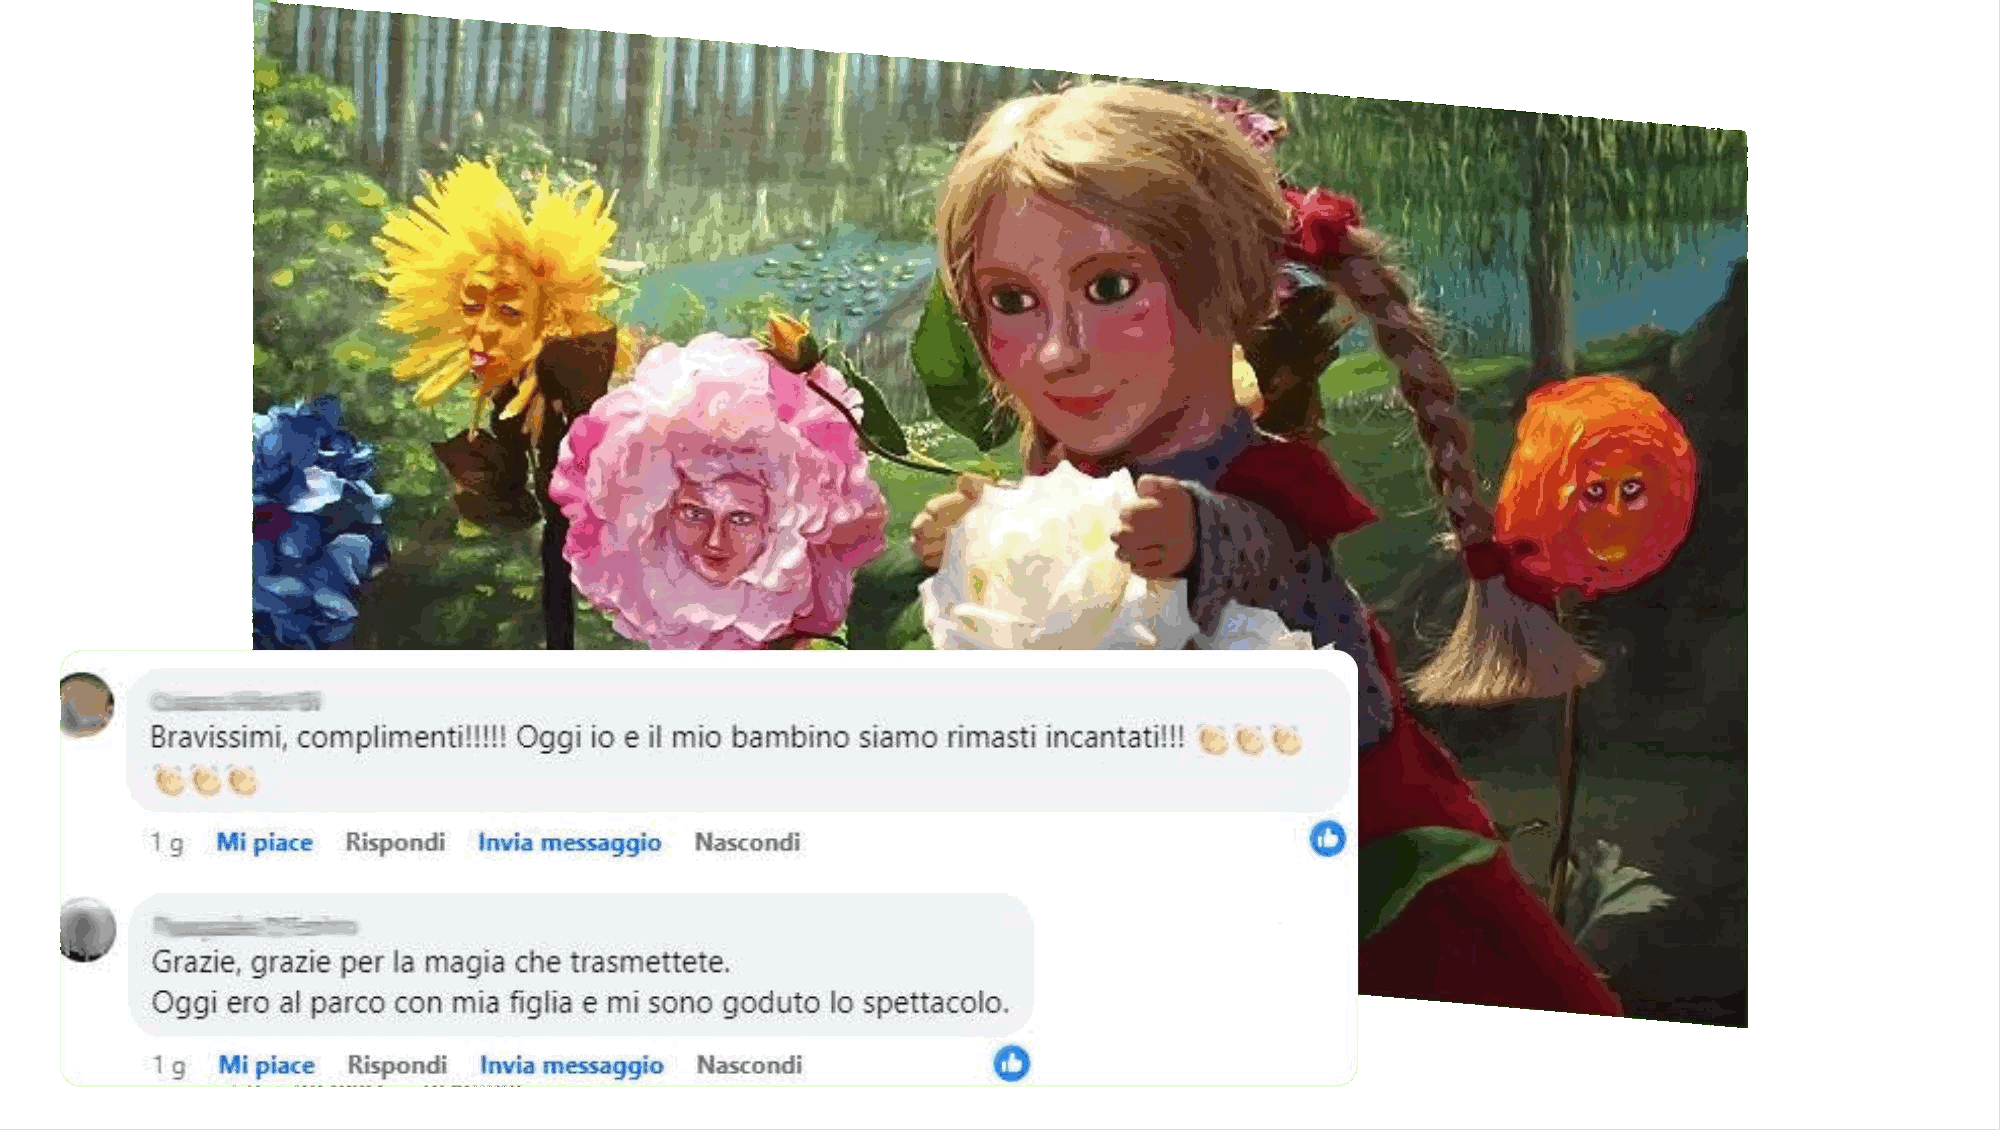 Bravissimi, complimenti!!!!! Oggi io e il mio bambino siamo rimasti incantati!!! 👏🏻👏🏻👏🏻
👏🏻👏🏻👏🏻
1 g Mi piace Rispondi Invia messaggio Nascondi
Grazie, grazie per la magia che trasmettete.
Oggi ero al parco con mia figlia e mi sono goduto lo spettacolo.
1 g Mi piace Rispondi Invia messaggio Nascondi